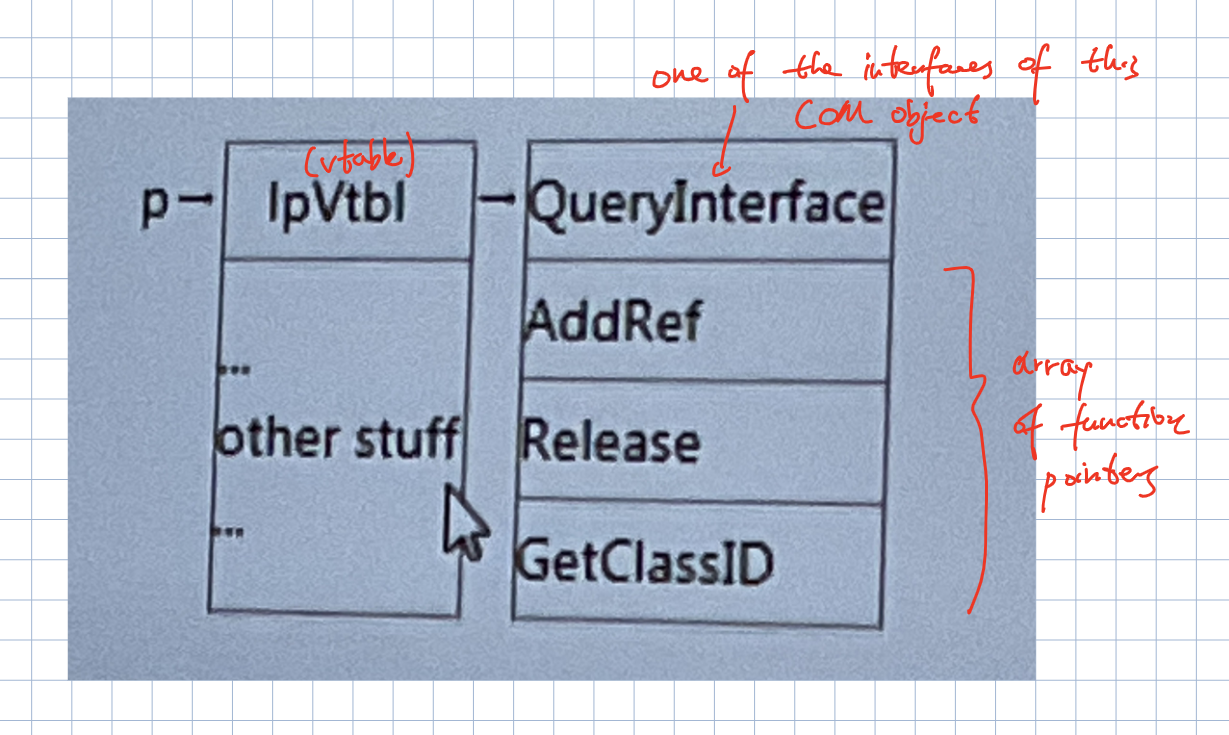 one of the interfaces of this
COM object
(vtable)
p
lpVtbl
QueryInterface
AddRef
...
other stuff
...
Release
GetClassID
array
of function
pointers